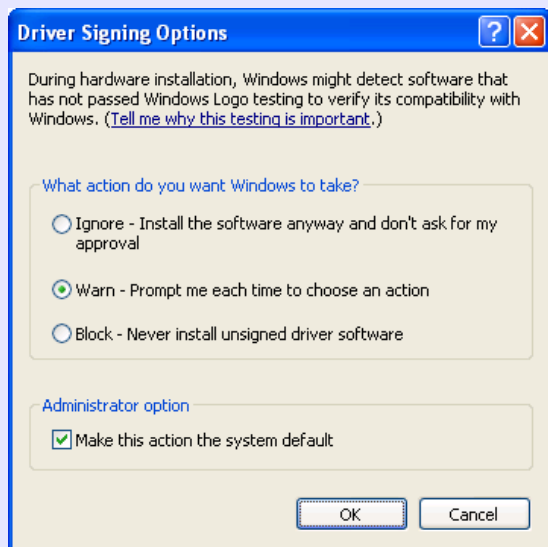 Driver Signing Options
During hardware installation, Windows might detect software that
has not passed Windows Logo testing to verify its compatibility with
Windows. (Tell me why this testing is important.)
What action do you want Windows to take?
Ignore - Install the software anyway and don't ask for my
approval
Warn - Prompt me each time to choose an action
Block - Never install unsigned driver software
Administrator option
Make this action the system default
OK Cancel